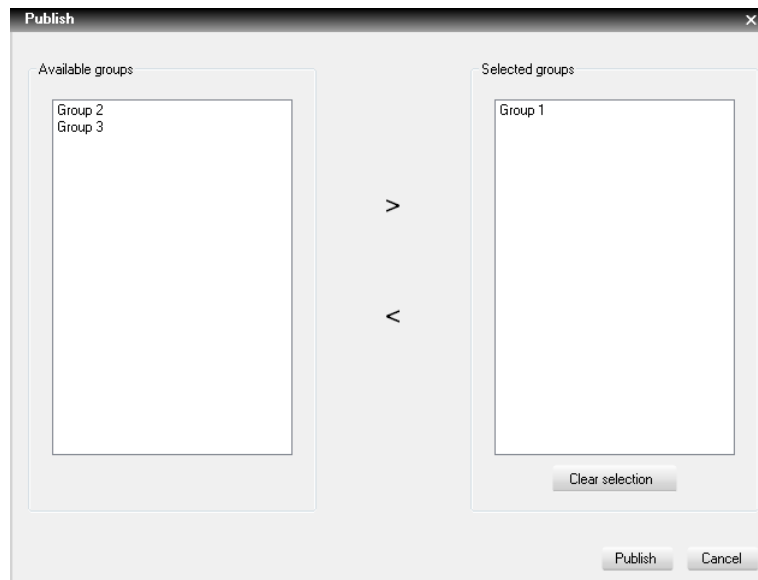 Publish
Available groups
Group 2
Group 3
>
<
Selected groups
Group 1
Clear selection
Publish
Cancel